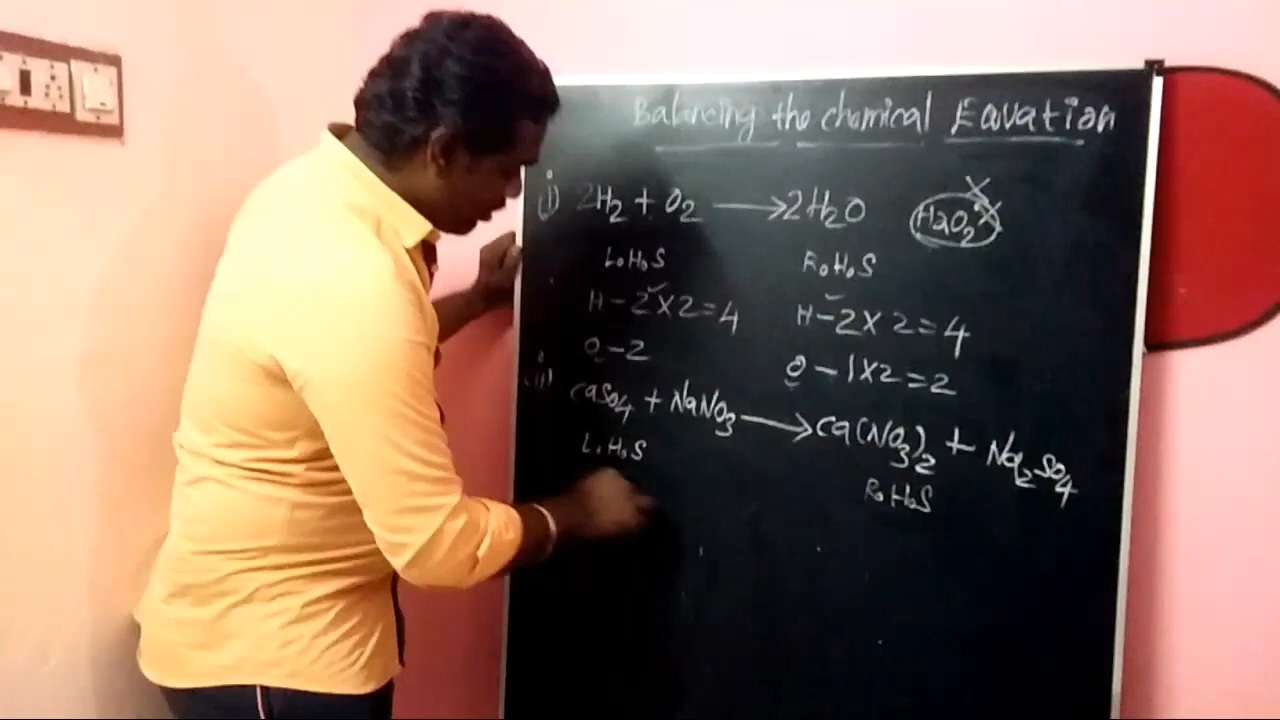 Balancing the chemical Eavation
i) 2H₂ + O₂ ⟶ 2H₂O H₂O₂
L.H.S R.H.S
H - 2 × 2 = 4 H - 2 × 2 = 4
O - 2 O - 1 × 2 = 2
ii) CaSO₄ + NaNO₃ ⟶ Ca(NO₃)₂ + Na₂SO₄
L.H.S R.H.S